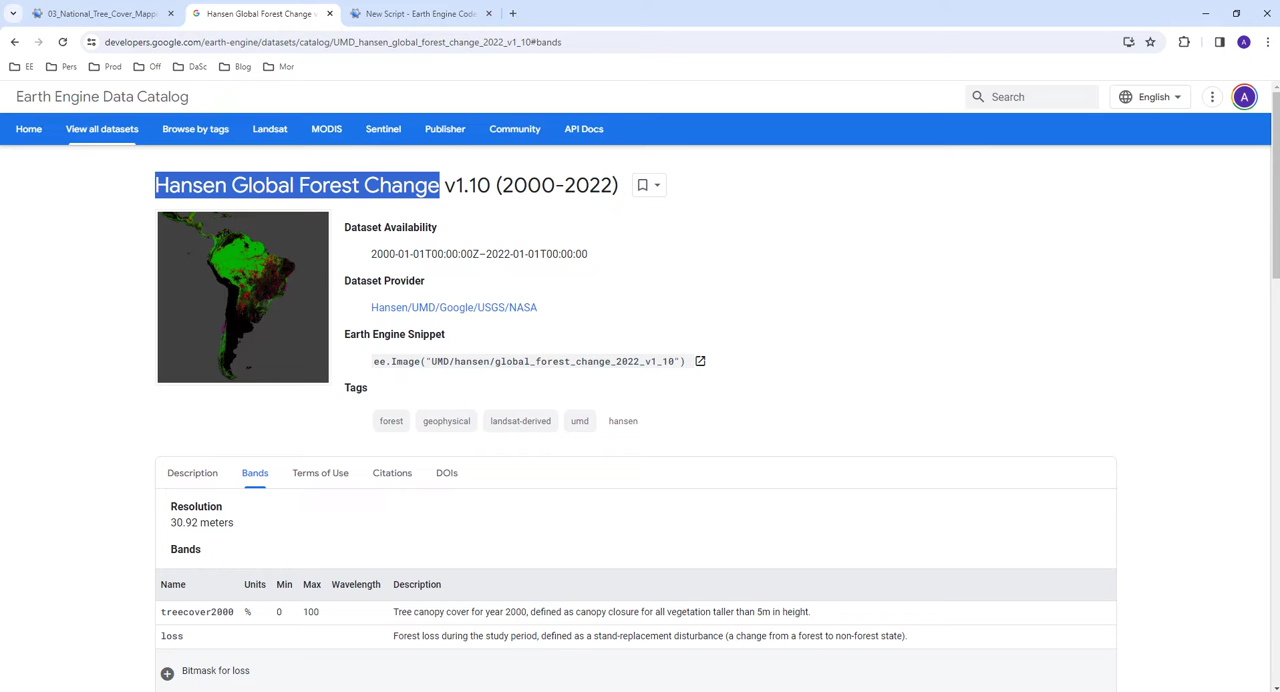 03_National_Tree_Cover_Mapp
Hansen Global Forest Change v
New Script - Earth Engine Code
developers.google.com/earth-engine/datasets/catalog/UMD_hansen_global_forest_change_2022_v1_10#bands
A
EE Pers Prod Off DaSc Blog Mor
Earth Engine Data Catalog
Search
English
A
Home View all datasets Browse by tags Landsat MODIS Sentinel Publisher Community API Docs
Hansen Global Forest Change v1.10 (2000-2022)
Dataset Availability
2000-01-01T00:00:00Z–2022-01-01T00:00:00
Dataset Provider
Hansen/UMD/Google/USGS/NASA
Earth Engine Snippet
ee.Image("UMD/hansen/global_forest_change_2022_v1_10")
Tags
forest geophysical landsat-derived umd hansen
Description Bands Terms of Use Citations DOIs
Resolution
30.92 meters
Bands
Name Units Min Max Wavelength Description
treecover2000 % 0 100 Tree canopy cover for year 2000, defined as canopy closure for all vegetation taller than 5m in height.
loss Forest loss during the study period, defined as a stand-replacement disturbance (a change from a forest to non-forest state).
Bitmask for loss